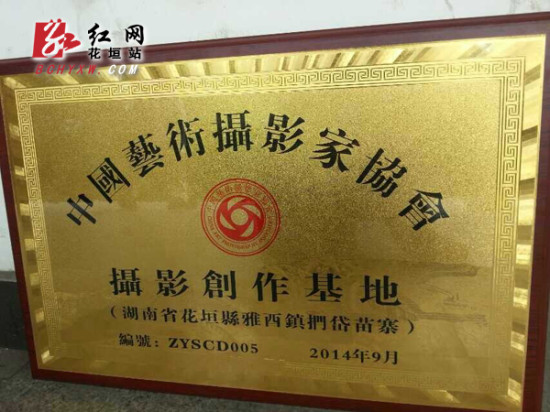 红网
花垣站
中國藝術攝影家協會
攝影創作基地
(湖南省花垣縣雅酉鎮捫岱苗寨)
編號:ZYSCD005 2014年9月